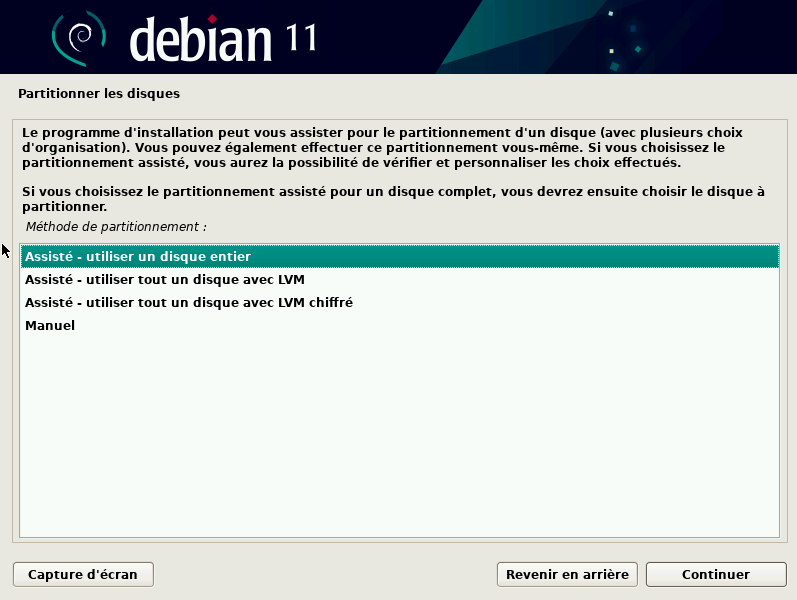 debian 11
Partitionner les disques
Le programme d'installation peut vous assister pour le partitionnement d'un disque (avec plusieurs choix
d'organisation). Vous pouvez également effectuer ce partitionnement vous-même. Si vous choisissez le
partitionnement assisté, vous aurez la possibilité de vérifier et personnaliser les choix effectués.
Si vous choisissez le partitionnement assisté pour un disque complet, vous devrez ensuite choisir le disque à
partitionner.
Méthode de partitionnement :
Assisté - utiliser un disque entier
Assisté - utiliser tout un disque avec LVM
Assisté - utiliser tout un disque avec LVM chiffré
Manuel
Capture d'écran
Revenir en arrière
Continuer